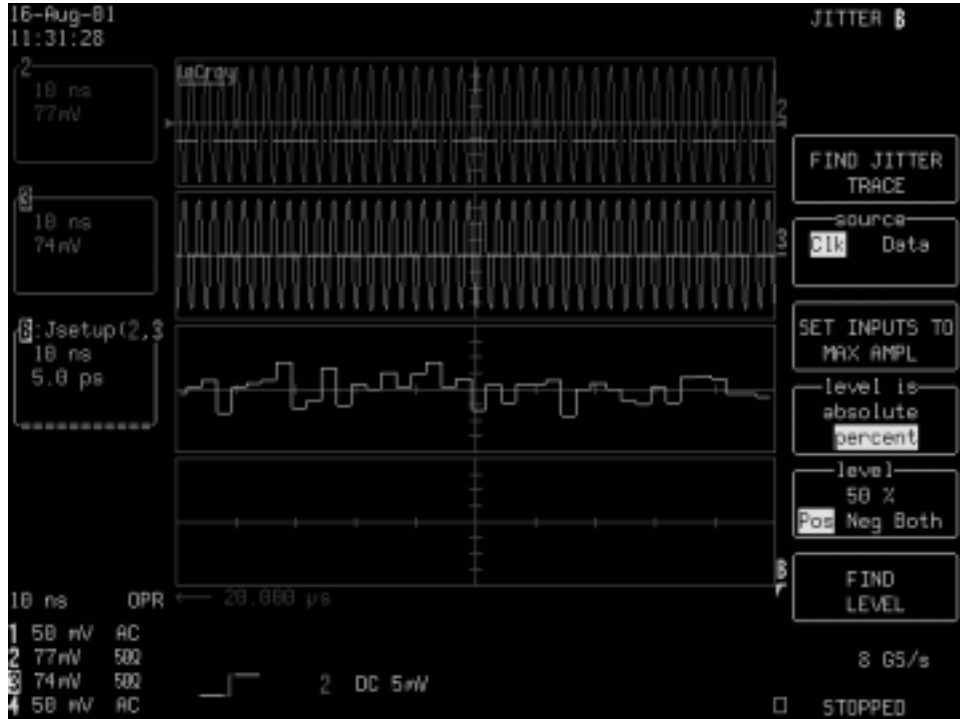 16-Aug-01
11:31:28
JITTER B
2
10 ns
77mV
LeCroy
2
FIND JITTER
TRACE
3
10 ns
74mV
3
source
Clk Data
B:Jsetup(2,3
10 ns
5.0 ps
SET INPUTS TO
MAX AMPL
level is
absolute
percent
level
50 %
Pos Neg Both
B
FIND
LEVEL
10 ns OPR
← 20.000 µs
1 50 mV AC
2 77mV 50Ω
3 74mV 50Ω
4 50 mV AC
2 DC 5mV
8 GS/s
STOPPED